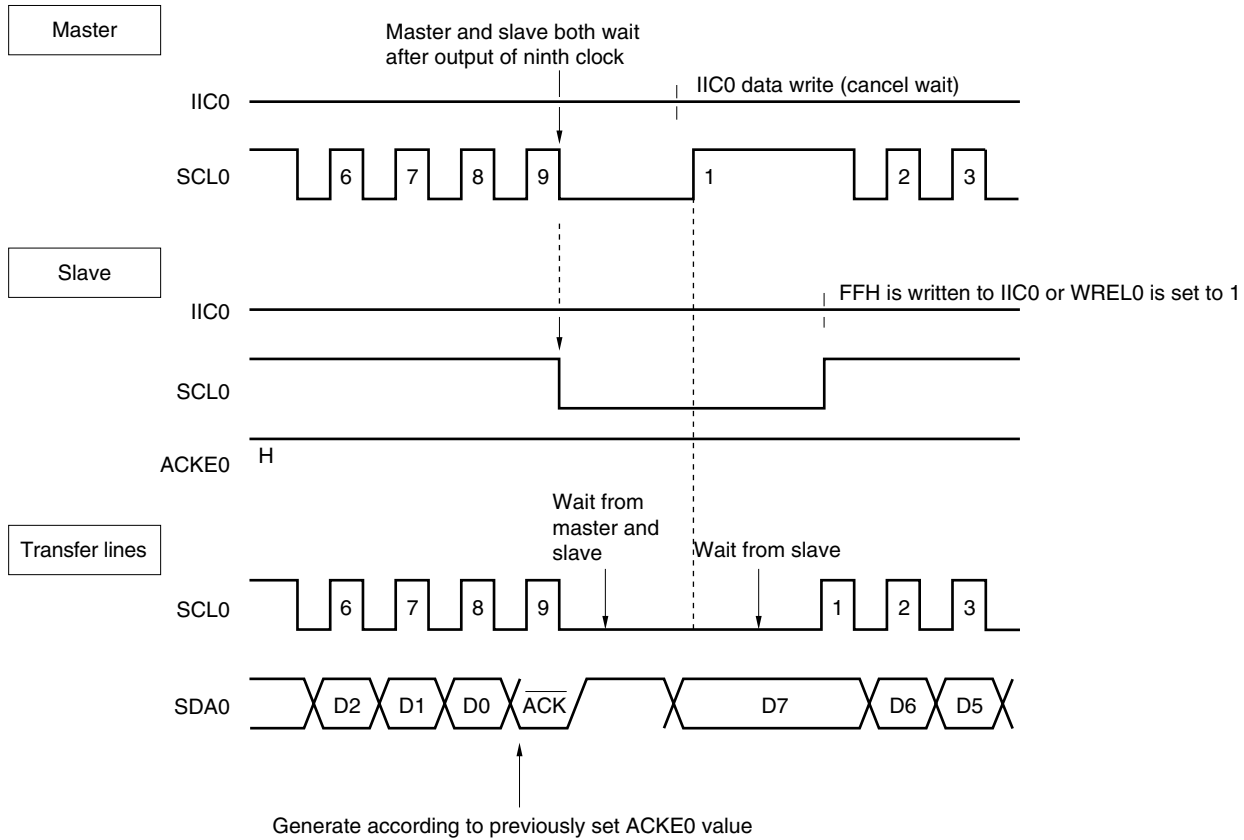 Master
Master and slave both wait
after output of ninth clock
IIC0 data write (cancel wait)
IIC0
SCL0
6 7 8 9 1 2 3
Slave
FFH is written to IIC0 or WREL0 is set to 1
IIC0
SCL0
H
ACKE0
Wait from
master and
slave
Wait from slave
Transfer lines
SCL0
6 7 8 9 1 2 3
SDA0
D2 D1 D0 ACK D7 D6 D5
Generate according to previously set ACKE0 value